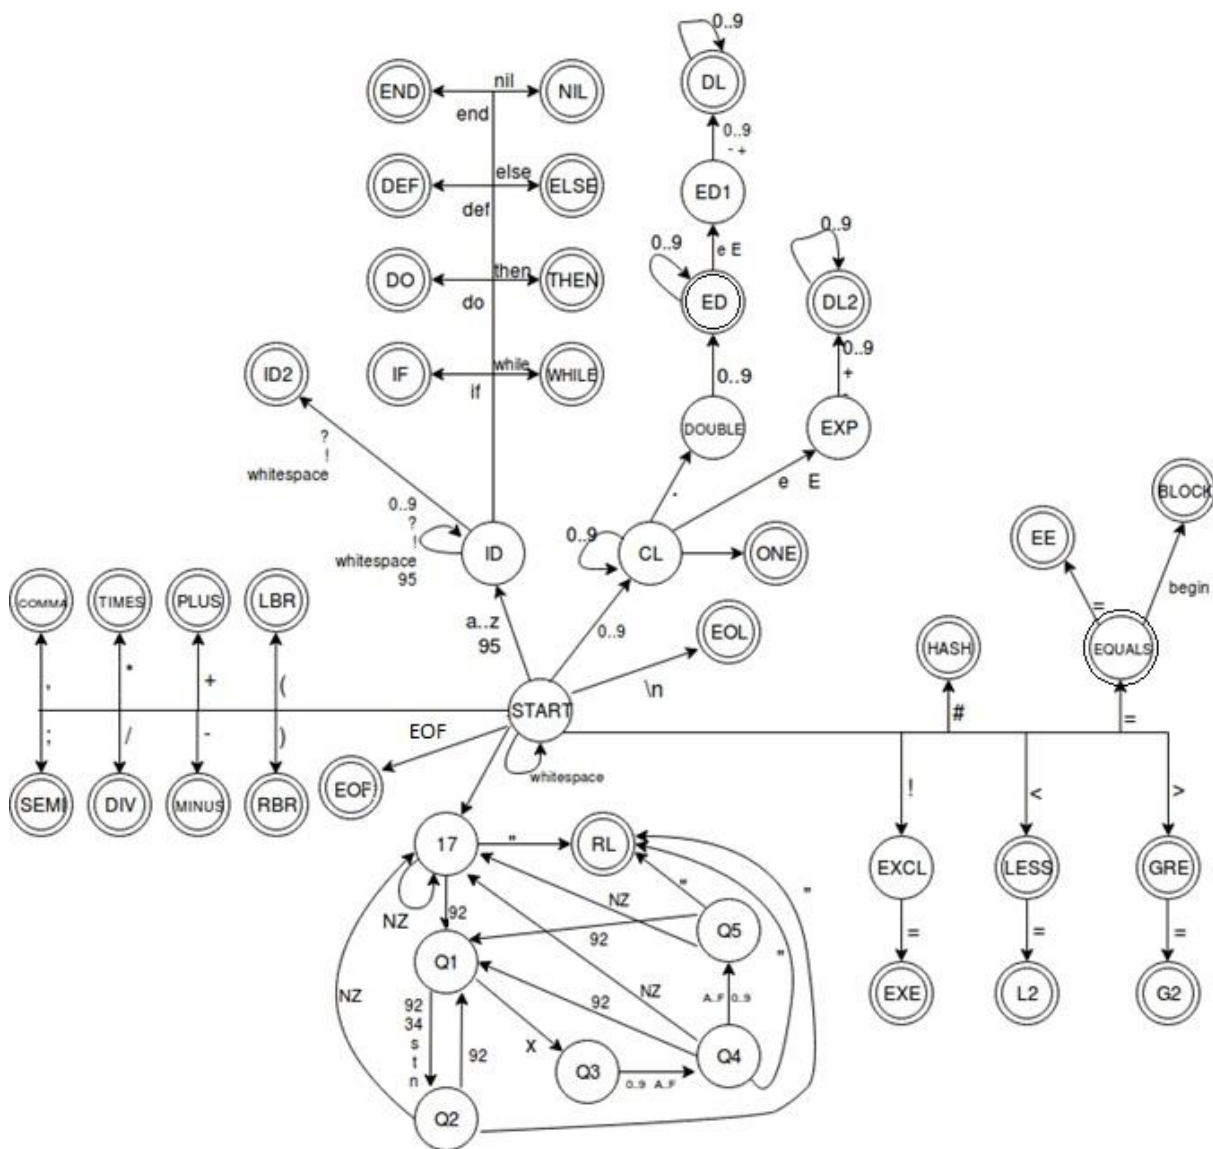 0..9
DL
END
nil
NIL
end
0..9
- +
ED1
DEF
else
ELSE
def
0..9
e E
0..9
DO
then
THEN
do
ED
DL2
0..9
+
-
ID2
IF
while
WHILE
if
0..9
DOUBLE
EXP
?
!
whitespace
.
e E
BLOCK
0..9
?
!
whitespace
95
ID
0..9
CL
ONE
EE
begin
=
COMMA
TIMES
PLUS
LBR
a..z
95
0..9
EOL
HASH
EQUALS
,
*
+
(
\n
START
#
=
;
/
-
)
EOF
whitespace
SEMI
DIV
MINUS
RBR
EOF
!
<
>
17
"
RL
EXCL
LESS
GRE
NZ
92
"
NZ
"
"
92
Q5
=
=
=
Q1
NZ
92
34
s
t
n
92
NZ
92
A..F 0..9
EXE
L2
G2
X
Q3
0..9 A..F
Q4
Q2